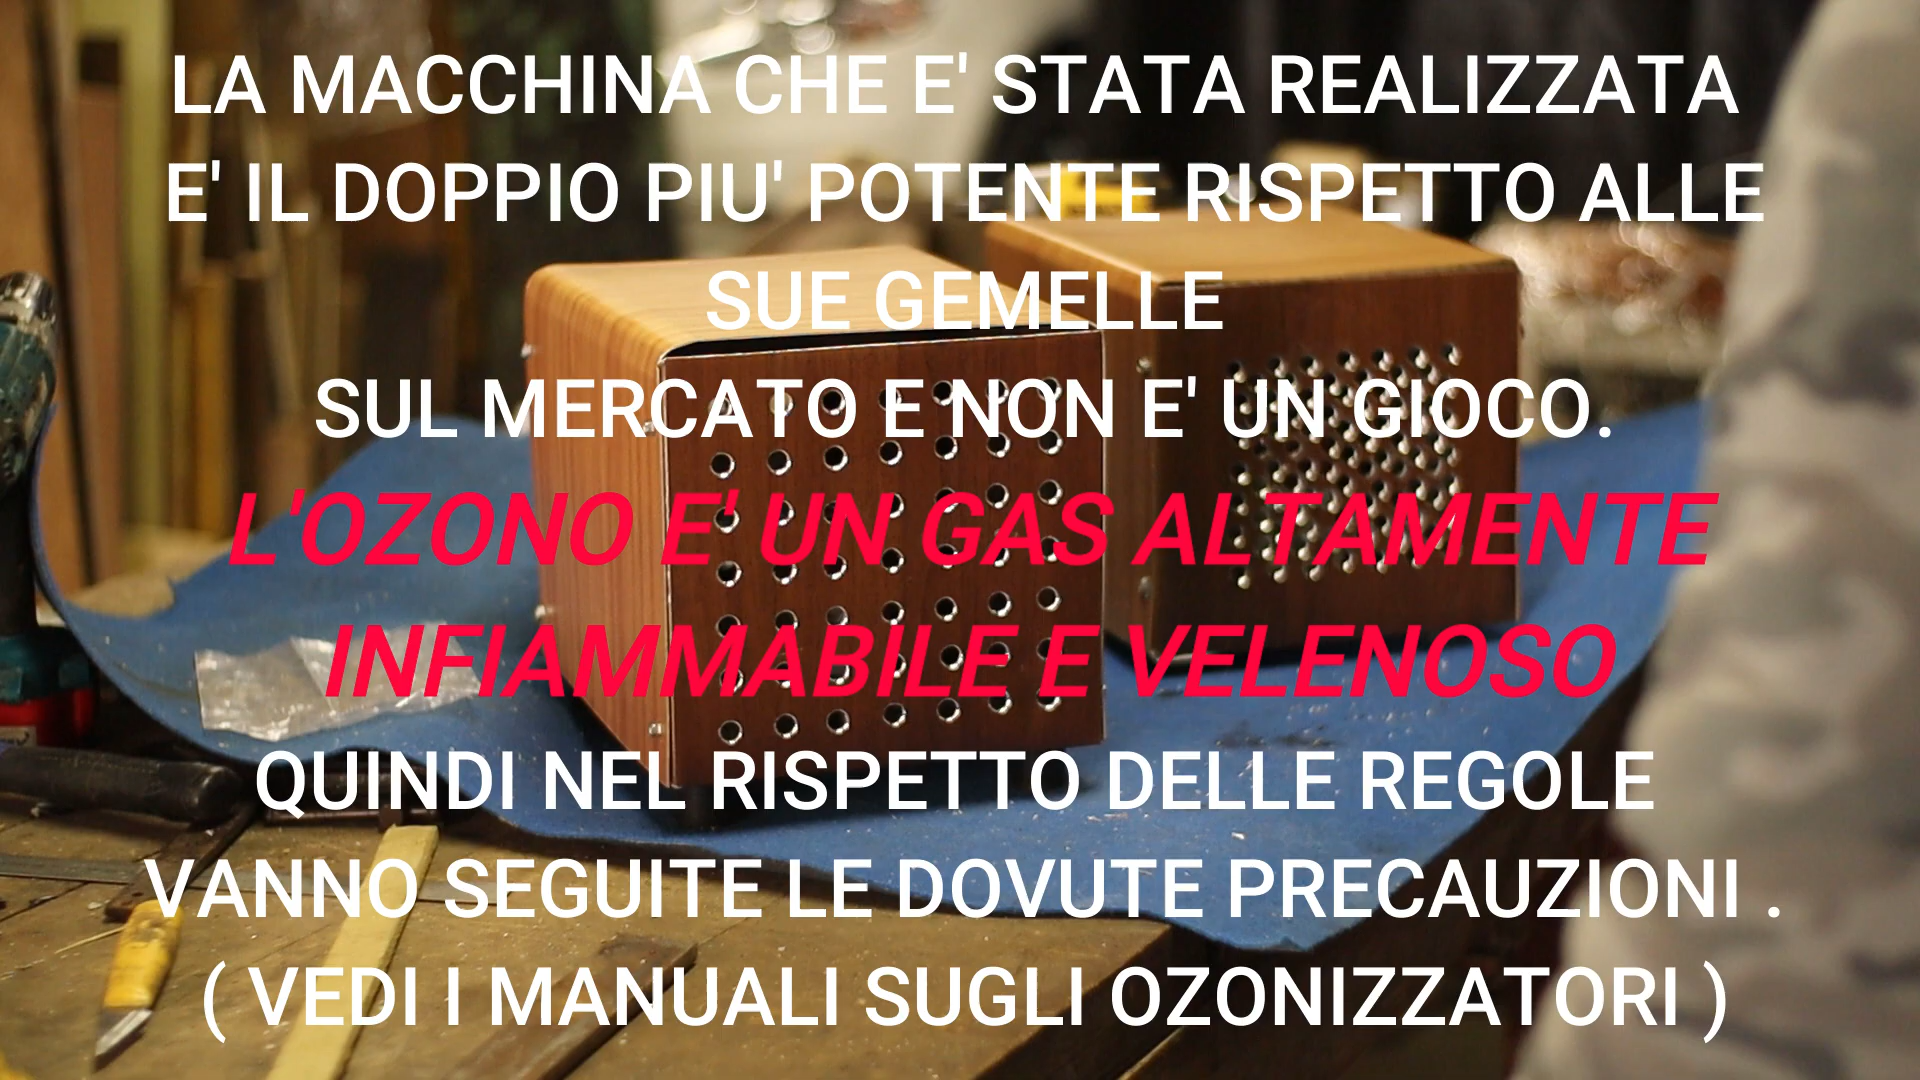 LA MACCHINA CHE E' STATA REALIZZATA
E' IL DOPPIO PIU' POTENTE RISPETTO ALLE
SUE GEMELLE
SUL MERCATO E NON E' UN GIOCO.
L'OZONO E' UN GAS ALTAMENTE
INFIAMMABILE E VELENOSO
QUINDI NEL RISPETTO DELLE REGOLE
VANNO SEGUITE LE DOVUTE PRECAUZIONI .
( VEDI I MANUALI SUGLI OZONIZZATORI )